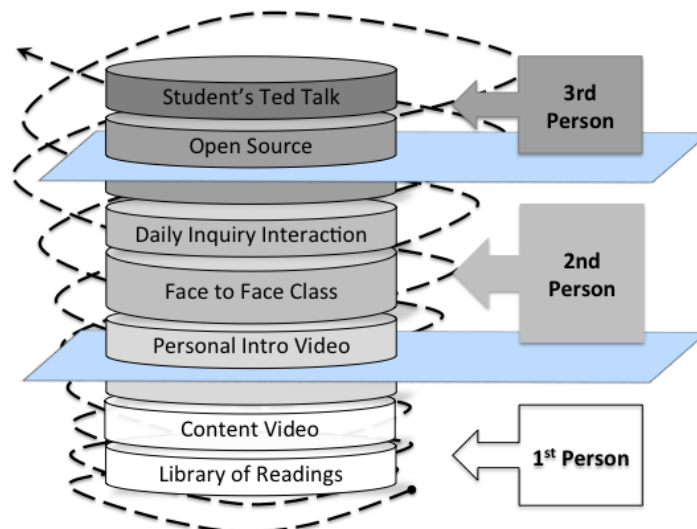 Student's Ted Talk
3rd
Person
Open Source
Daily Inquiry Interaction
2nd
Person
Face to Face Class
Personal Intro Video
Content Video
1st Person
Library of Readings